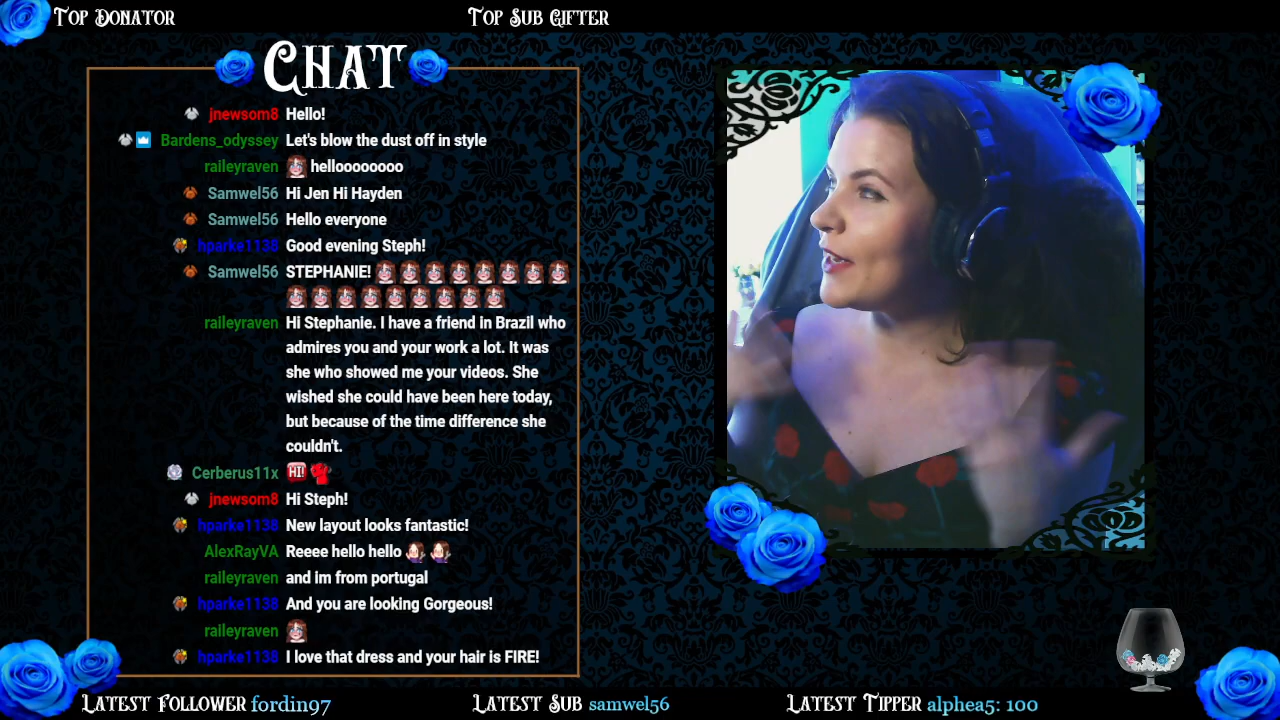 Top Donator
Top Sub Gifter
Chat
jnewsom8 Hello!
Bardens_odyssey Let's blow the dust off in style
raileyraven helloooooooo
Samwel56 Hi Jen Hi Hayden
Samwel56 Hello everyone
hparke1138 Good evening Steph!
Samwel56 STEPHANIE!
raileyraven Hi Stephanie. I have a friend in Brazil who
admires you and your work a lot. It was
she who showed me your videos. She
wished she could have been here today,
but because of the time difference she
couldn't.
Cerberus11x HI!
jnewsom8 Hi Steph!
hparke1138 New layout looks fantastic!
AlexRayVA Reeee hello hello
raileyraven and im from portugal
hparke1138 And you are looking Gorgeous!
raileyraven
hparke1138 I love that dress and your hair is FIRE!
Latest Follower fordin97
Latest Sub samwel56
Latest Tipper alphea5: 100